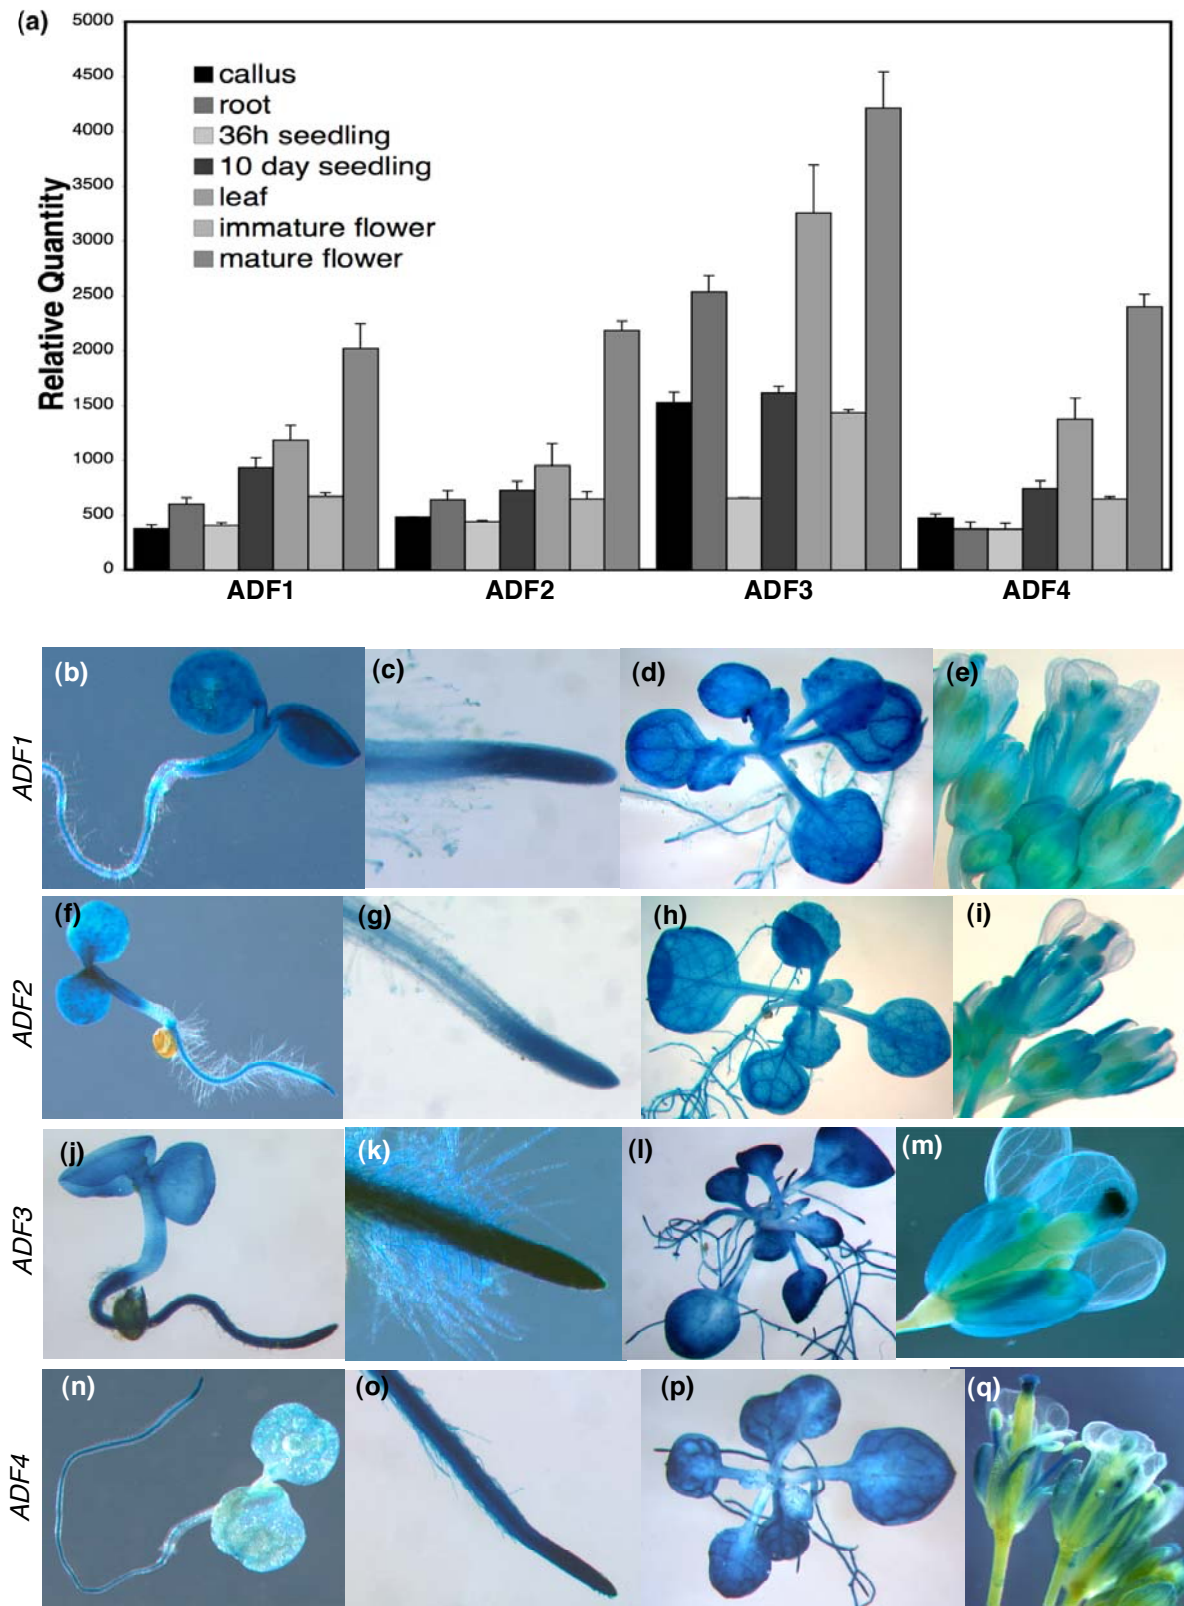 (a)
5000
4500
4000
3500
3000
2500
2000
1500
1000
500
0
Relative Quantity
callus
root
36h seedling
10 day seedling
leaf
immature flower
mature flower
ADF1 ADF2 ADF3 ADF4
ADF1
(b) (c) (d) (e)
ADF2
(f) (g) (h) (i)
ADF3
(j) (k) (l) (m)
ADF4
(n) (o) (p) (q)